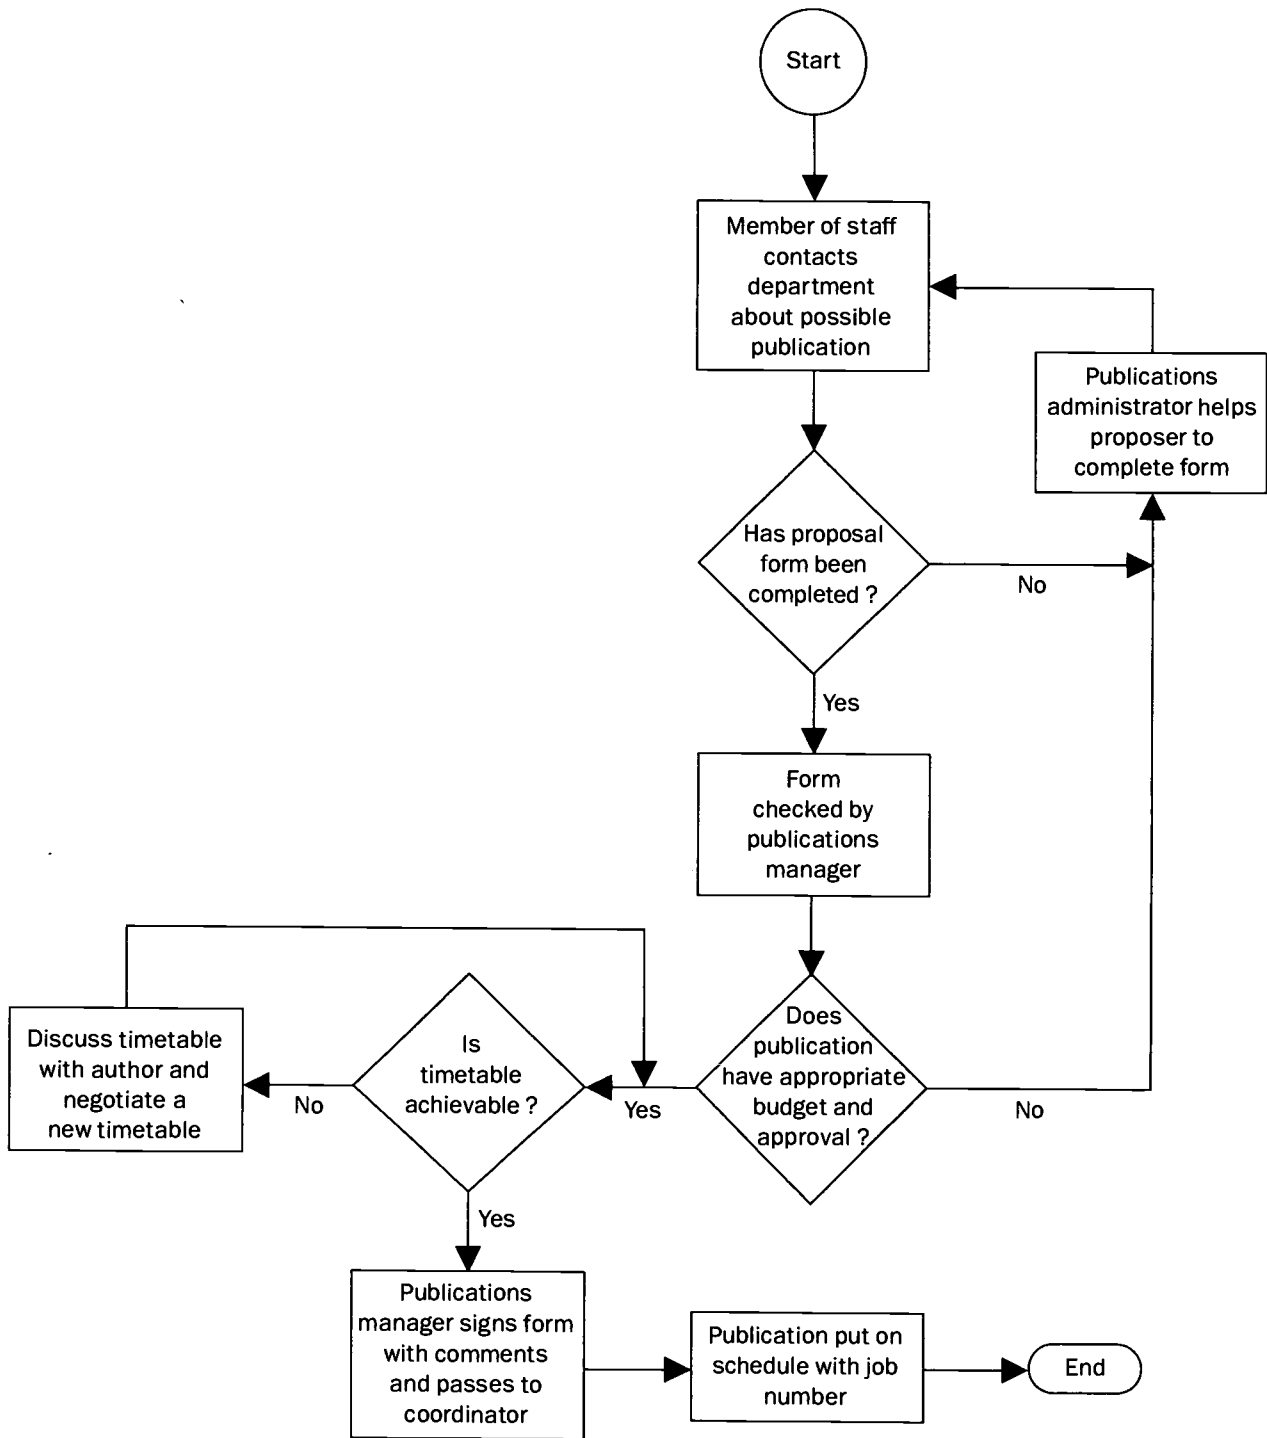 Start
Member of staff
contacts
department
about possible
publication
Publications
administrator helps
proposer to
complete form
Has proposal
form been
completed ?
No
Yes
Form
checked by
publications
manager
Does
publication
have appropriate
budget and
approval ?
No
Yes
Is
timetable
achievable ?
No
Discuss timetable
with author and
negotiate a
new timetable
Yes
Publications
manager signs form
with comments
and passes to
coordinator
Publication put on
schedule with job
number
End